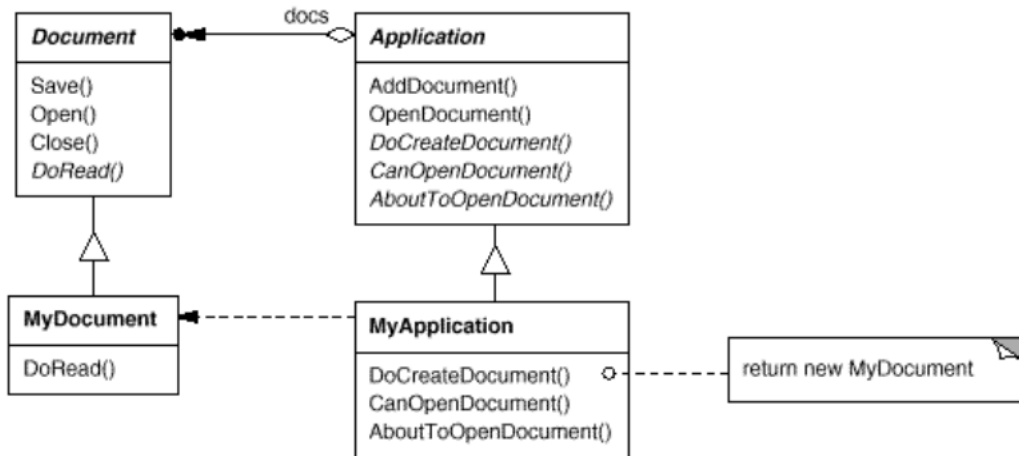 docs
Document
Save()
Open()
Close()
DoRead()
Application
AddDocument()
OpenDocument()
DoCreateDocument()
CanOpenDocument()
AboutToOpenDocument()
MyDocument
DoRead()
MyApplication
DoCreateDocument()
CanOpenDocument()
AboutToOpenDocument()
return new MyDocument